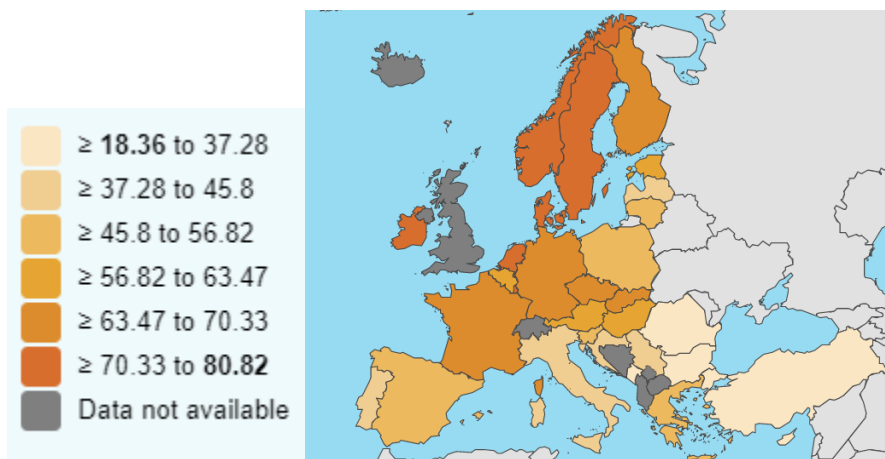 ≥ 18.36 to 37.28
≥ 37.28 to 45.8
≥ 45.8 to 56.82
≥ 56.82 to 63.47
≥ 63.47 to 70.33
≥ 70.33 to 80.82
Data not available